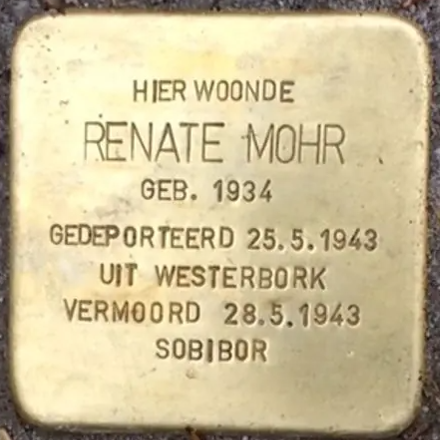 HIER WOONDE
RENATE MOHR
GEB. 1934
GEDEPORTEERD 25.5.1943
UIT WESTERBORK
VERMOORD 28.5.1943
SOBIBOR